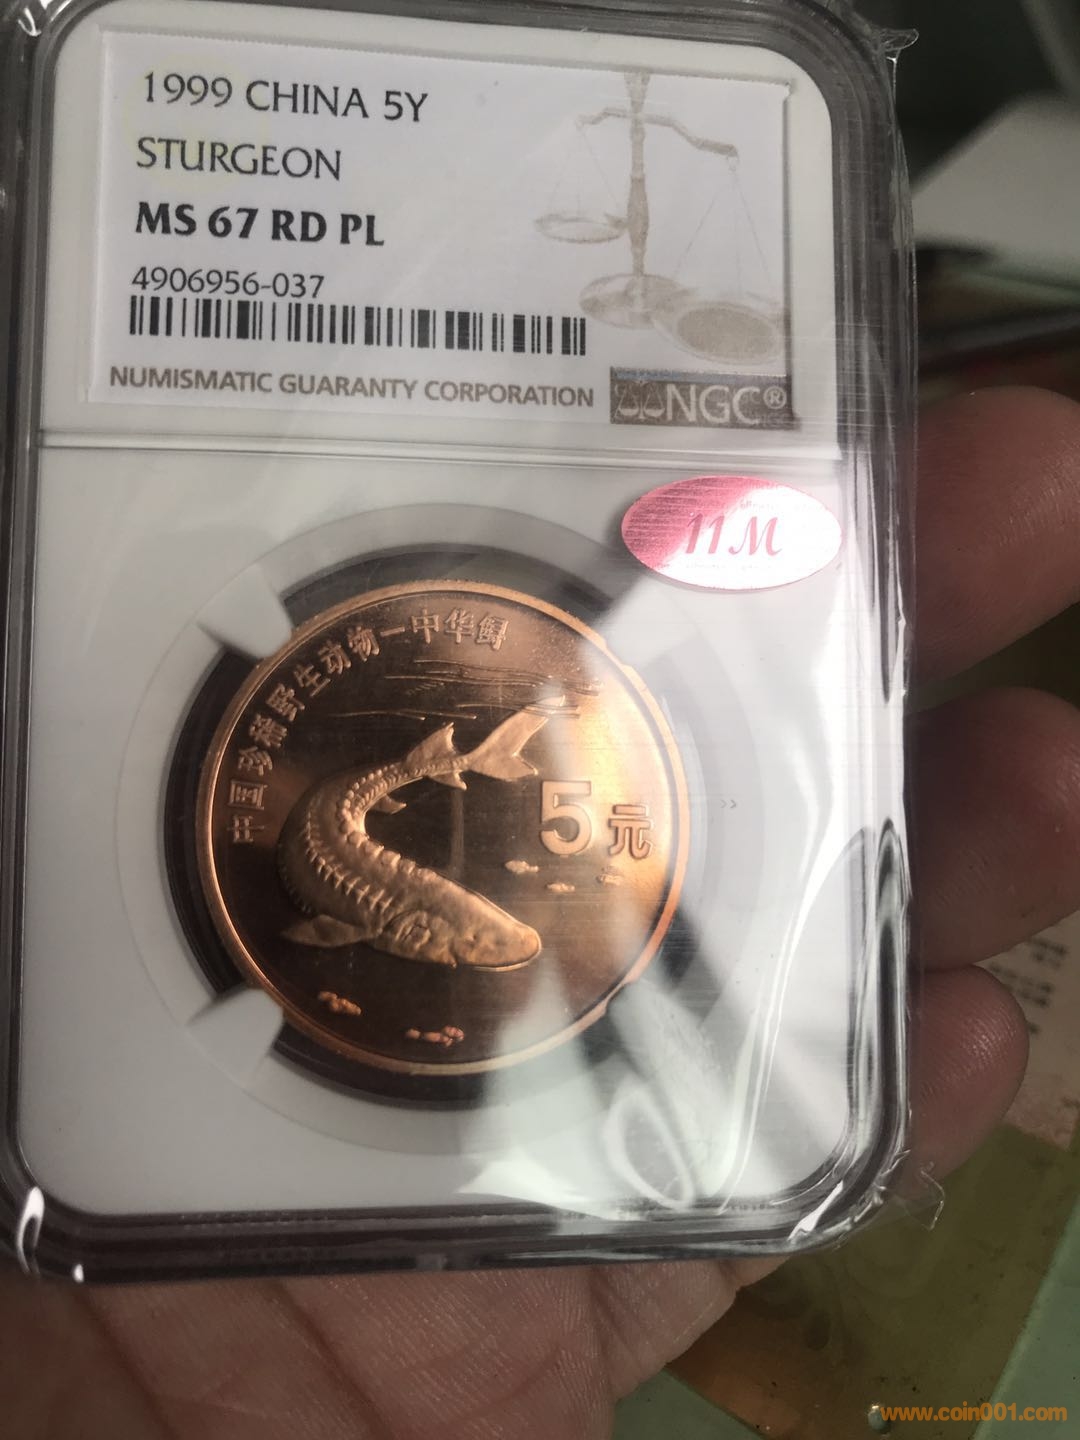 1999 CHINA 5Y
STURGEON
MS 67 RD PL
4906956-037
NUMISMATIC GUARANTY CORPORATION
NGC®
11M
中国珍稀野生动物—中华鲟
5元
www.coin001.com